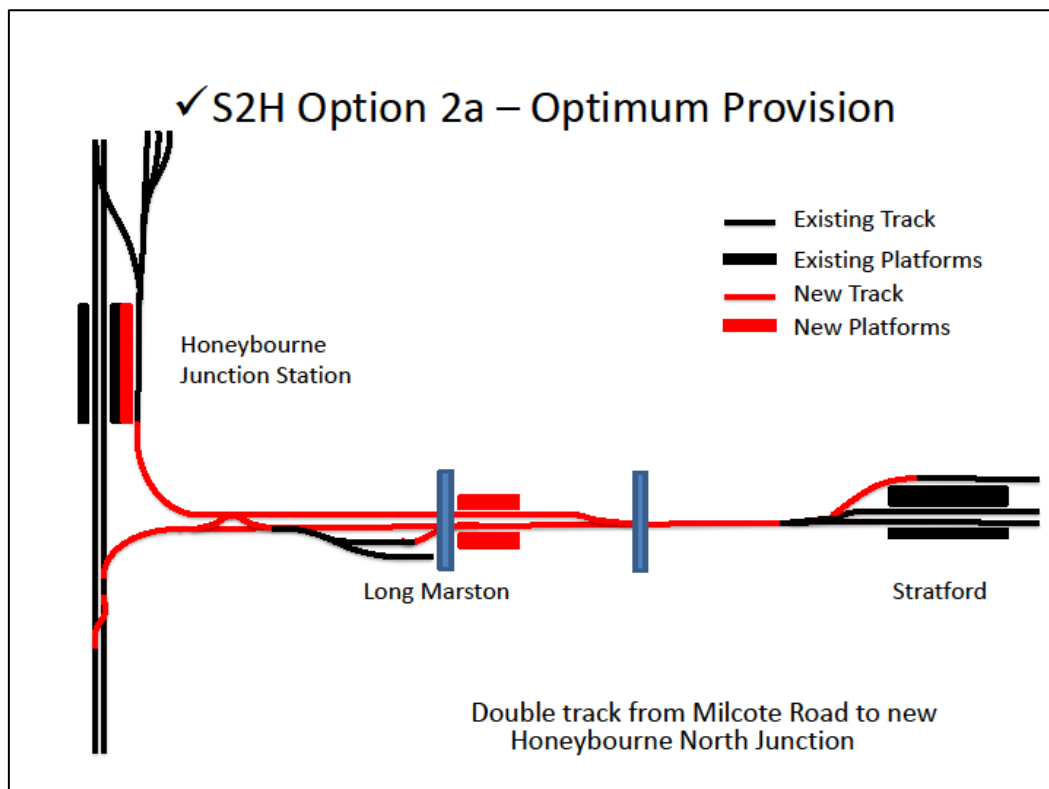 ✓S2H Option 2a – Optimum Provision
Existing Track
Existing Platforms
New Track
New Platforms
Honeybourne
Junction Station
Long Marston
Stratford
Double track from Milcote Road to new
Honeybourne North Junction